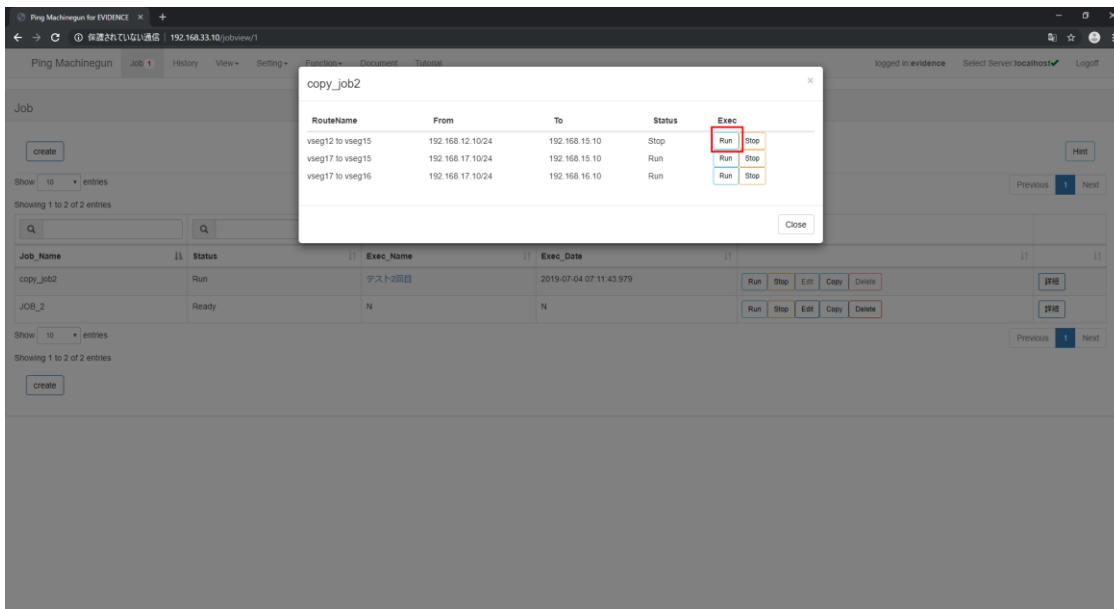 Ping Machinegun for EVIDENCE × +
保護されていない通信 | 192.168.33.10/jobview/1
Ping Machinegun Job 1 History View Setting Function Document Tutorial logged in:evidence Select Server:localhost✔ Logoff
copy_job2 ×
Job
RouteName From To Status Exec
vseg12 to vseg15 192.168.12.10/24 192.168.15.10 Stop Run Stop
vseg17 to vseg15 192.168.17.10/24 192.168.15.10 Run Run Stop
vseg17 to vseg16 192.168.17.10/24 192.168.16.10 Run Run Stop
create Hint
Show 10 entries Previous 1 Next
Showing 1 to 2 of 2 entries
Close
Job_Name Status Exec_Name Exec_Date
copy_job2 Run テスト2回目 2019-07-04 07:11:43.979 Run Stop Edit Copy Delete 詳細
JOB_2 Ready N N Run Stop Edit Copy Delete 詳細
Show 10 entries Previous 1 Next
Showing 1 to 2 of 2 entries
create